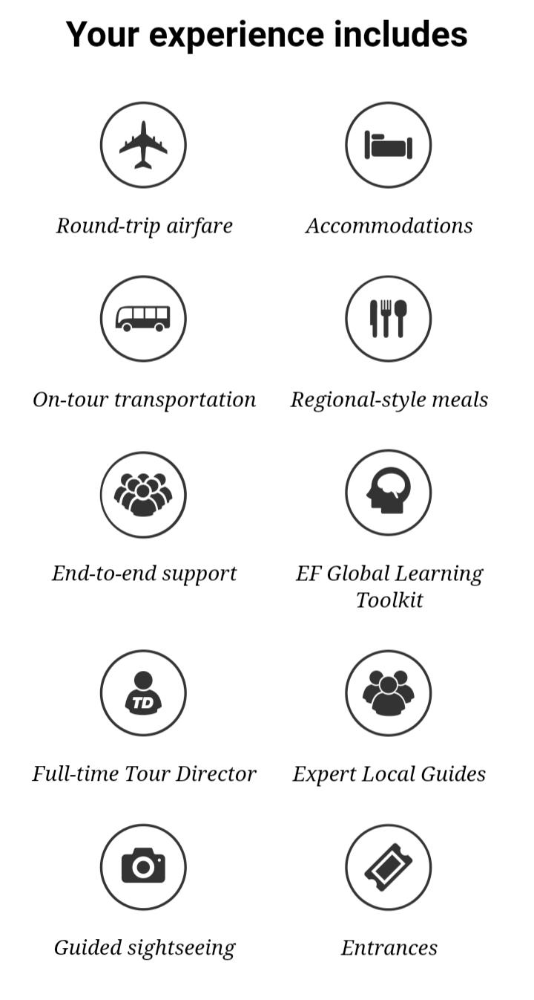 Your experience includes
Round-trip airfare
Accommodations
On-tour transportation
Regional-style meals
End-to-end support
EF Global Learning
Toolkit
TD
Full-time Tour Director
Expert Local Guides
Guided sightseeing
Entrances